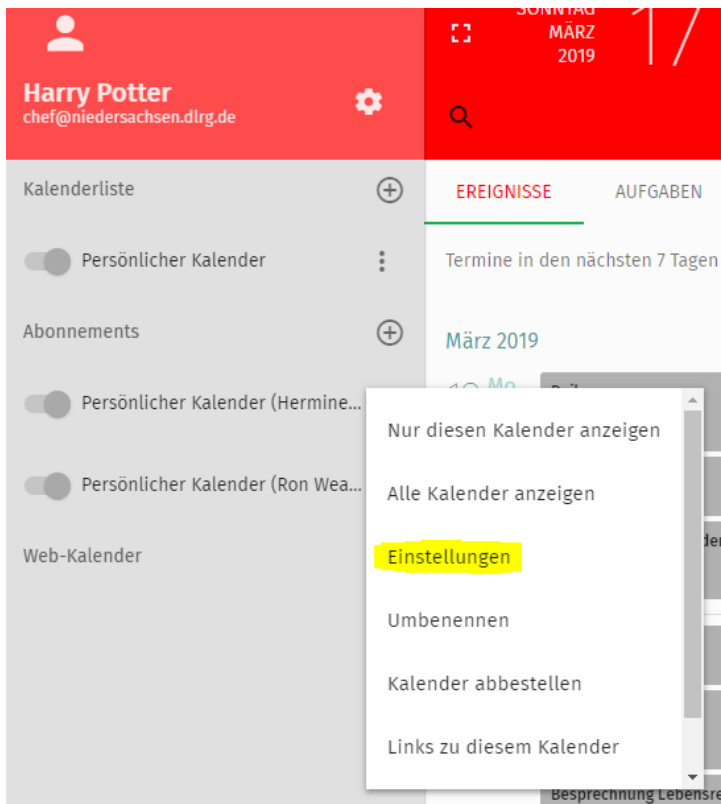 SONNTAG
MÄRZ
2019
17
Harry Potter
chef@niedersachsen.dlrg.de
Kalenderliste
Persönlicher Kalender
Abonnements
Persönlicher Kalender (Hermine...
Persönlicher Kalender (Ron Wea...
Web-Kalender
EREIGNISSE AUFGABEN
Termine in den nächsten 7 Tagen
März 2019
Mo
Nur diesen Kalender anzeigen
Alle Kalender anzeigen
Einstellungen
Umbenennen
Kalender abbestellen
Links zu diesem Kalender